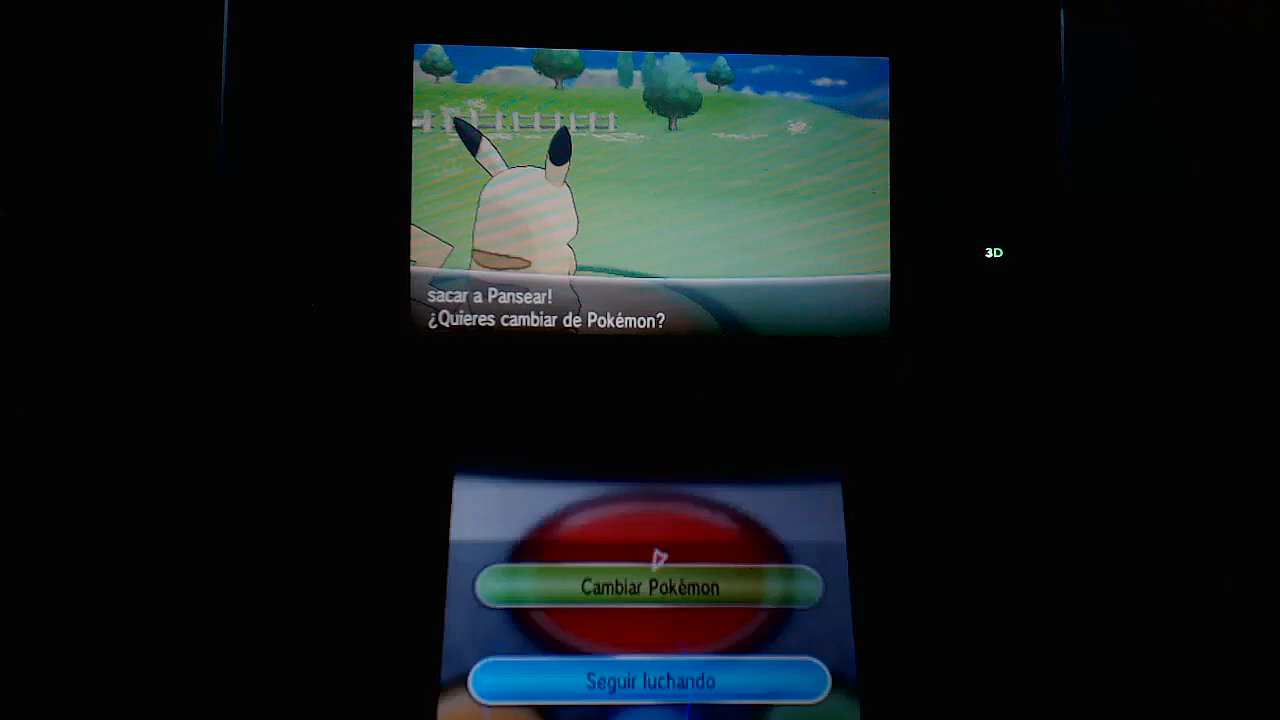 sacar a Pansear!
¿Quieres cambiar de Pokémon?
3D
Cambiar Pokémon
Seguir luchando